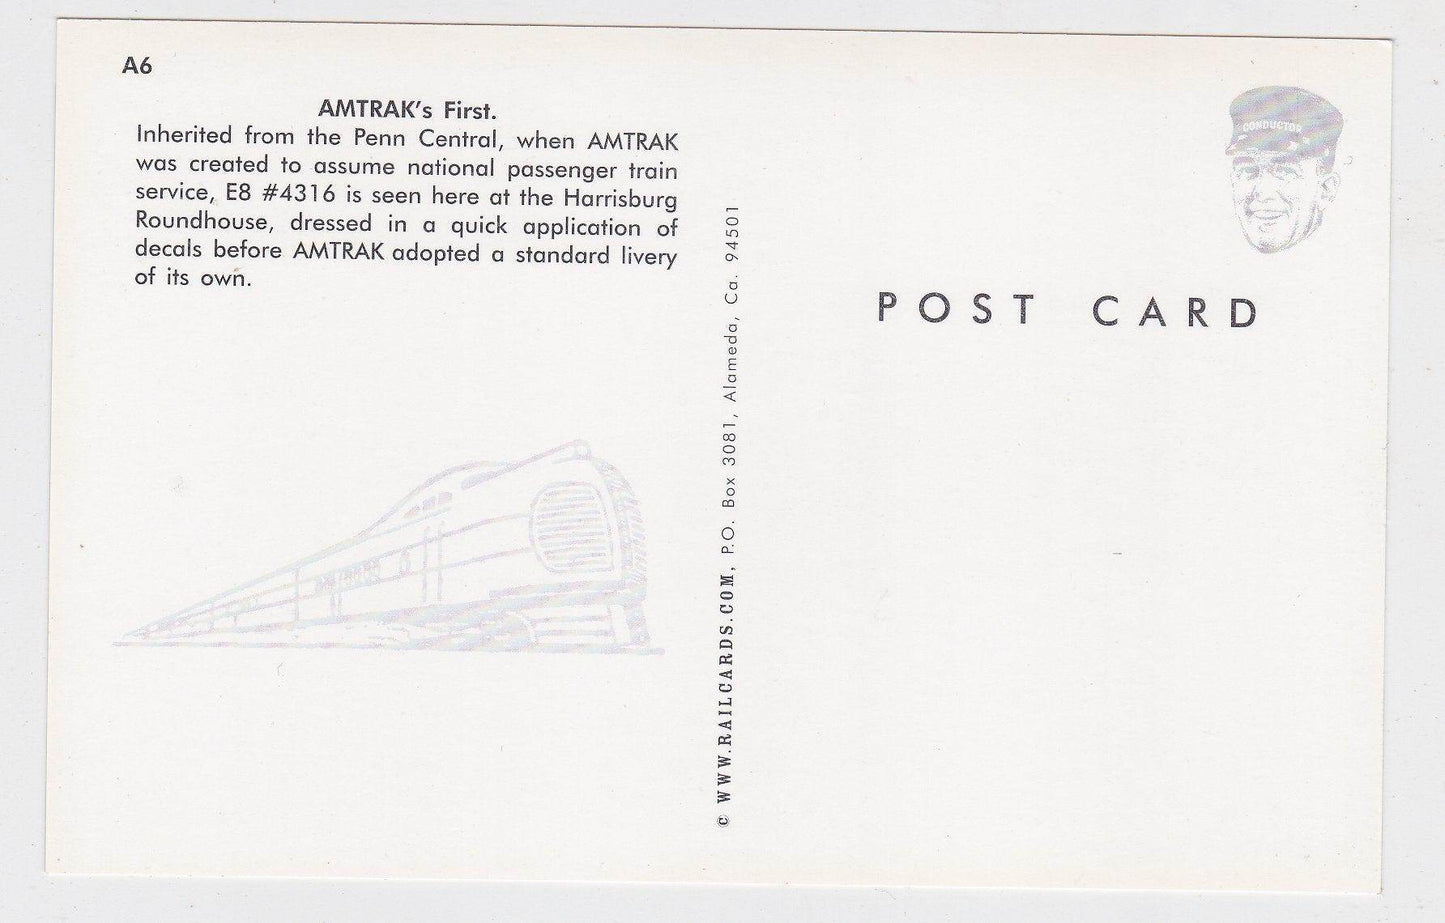 A6
AMTRAK's First.
Inherited from the Penn Central, when AMTRAK
was created to assume national passenger train
service, E8 #4316 is seen here at the Harrisburg
Roundhouse, dressed in a quick application of
decals before AMTRAK adopted a standard livery
of its own.
© WWW.RAILCARDS.COM, P.O. Box 3081, Alameda, Ca. 94501
CONDUCTOR
POST CARD